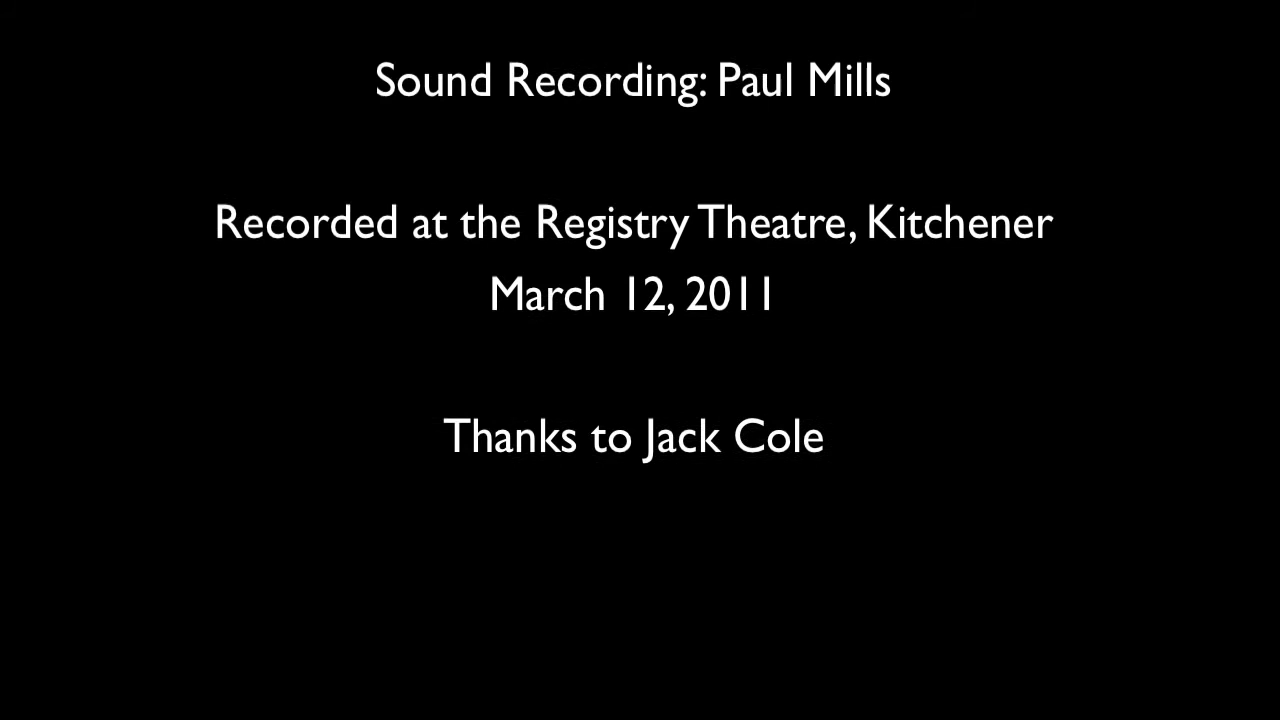 Sound Recording: Paul Mills
Recorded at the Registry Theatre, Kitchener
March 12, 2011
Thanks to Jack Cole